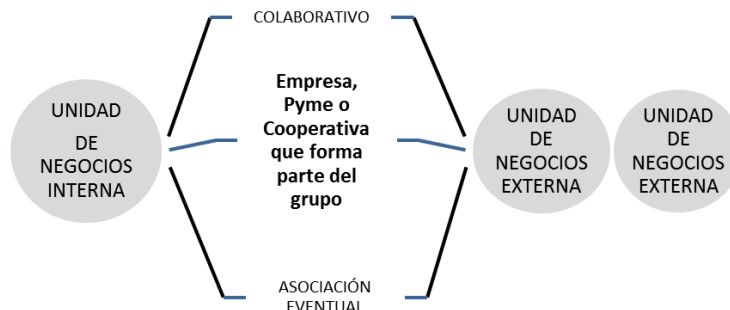 COLABORATIVO
UNIDAD
DE
NEGOCIOS
INTERNA
Empresa,
Pyme o
Cooperativa
que forma
parte del
grupo
UNIDAD
DE
NEGOCIOS
EXTERNA
UNIDAD
DE
NEGOCIOS
EXTERNA
ASOCIACIÓN
EVENTUAL